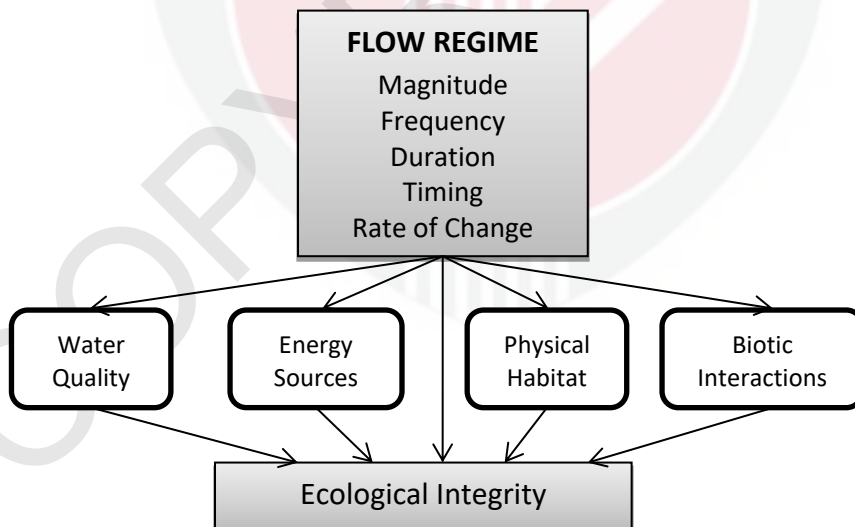 FLOW REGIME
Magnitude
Frequency
Duration
Timing
Rate of Change
Water
Quality
Energy
Sources
Physical
Habitat
Biotic
Interactions
Ecological Integrity
COPY